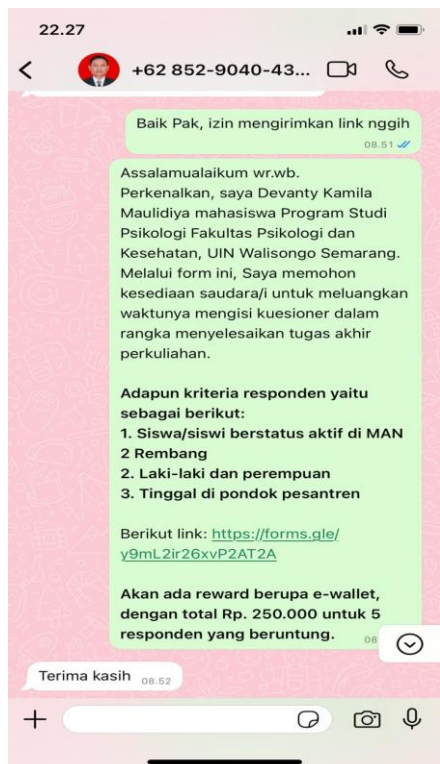 22.27
+62 852-9040-43...
Baik Pak, izin mengirimkan link nggih
08.51
Assalamualaikum wr.wb.
Perkenalkan, saya Devanty Kamila
Maulidiya mahasiswa Program Studi
Psikologi Fakultas Psikologi dan
Kesehatan, UIN Walisongo Semarang.
Melalui form ini, Saya memohon
kesediaan saudara/i untuk meluangkan
waktunya mengisi kuesioner dalam
rangka menyelesaikan tugas akhir
perkuliahan.
Adapun kriteria responden yaitu
sebagai berikut:
1. Siswa/siswi berstatus aktif di MAN
2 Rembang
2. Laki-laki dan perempuan
3. Tinggal di pondok pesantren
Berikut link: https://forms.gle/
y9mL2ir26xvP2AT2A
Akan ada reward berupa e-wallet,
dengan total Rp. 250.000 untuk 5
responden yang beruntung.
08
Terima kasih
08.52